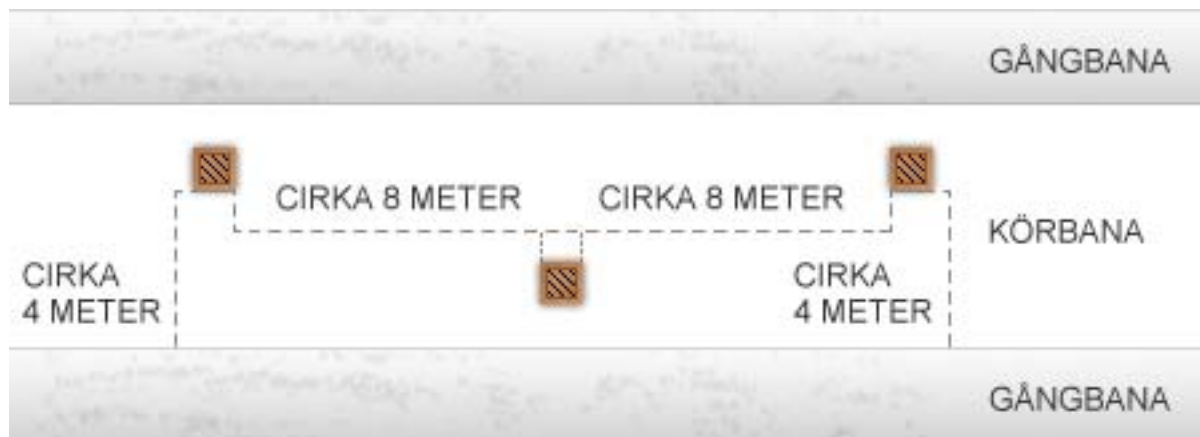 GÅNGBANA
CIRKA 8 METER
CIRKA 8 METER
KÖRBANA
CIRKA
4 METER
CIRKA
4 METER
GÅNGBANA